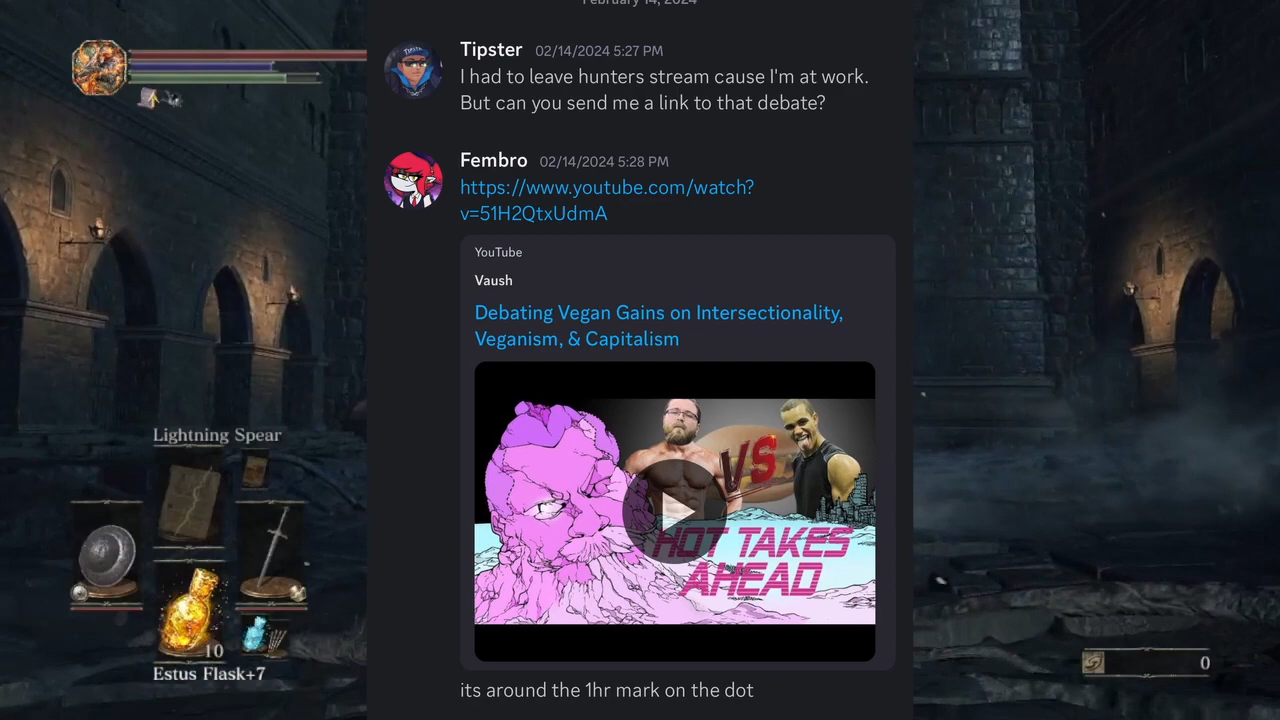 February 14, 2024
Tipster 02/14/2024 5:27 PM
I had to leave hunters stream cause I'm at work.
But can you send me a link to that debate?
Fembro 02/14/2024 5:28 PM
https://www.youtube.com/watch?
v=51H2QtxUdmA
YouTube
Vaush
Debating Vegan Gains on Intersectionality,
Veganism, & Capitalism
VS
HOT TAKES
AHEAD
its around the 1hr mark on the dot
Lightning Spear
10
Estus Flask+7
0